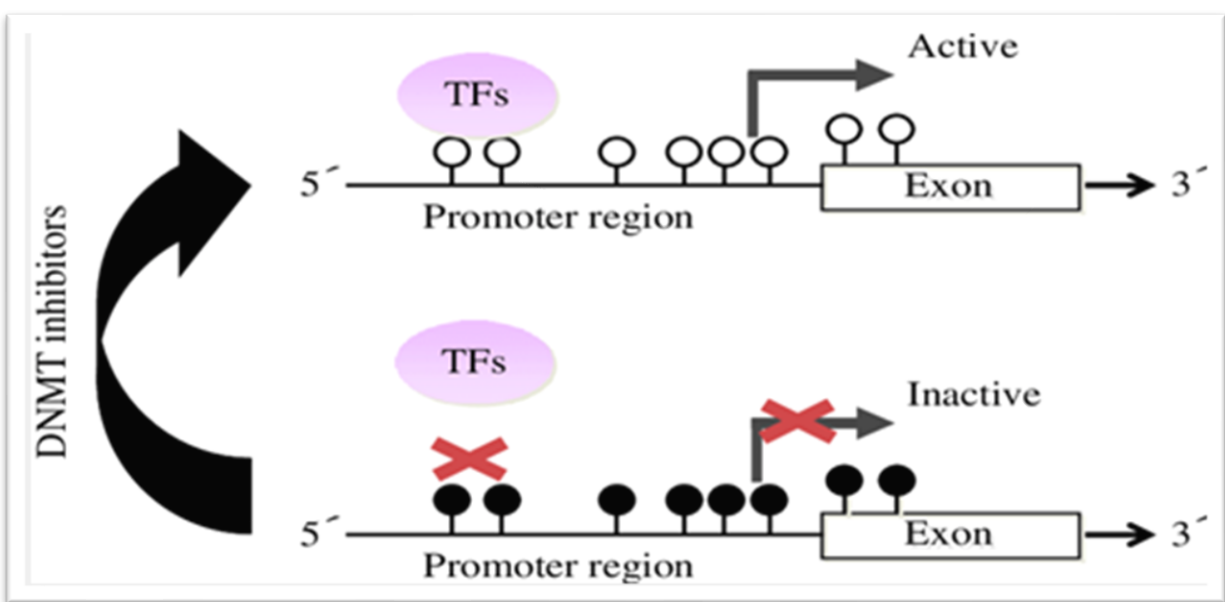 Active
TFs
5´
Exon
3´
Promoter region
DNMT inhibitors
TFs
Inactive
5´
Exon
3´
Promoter region